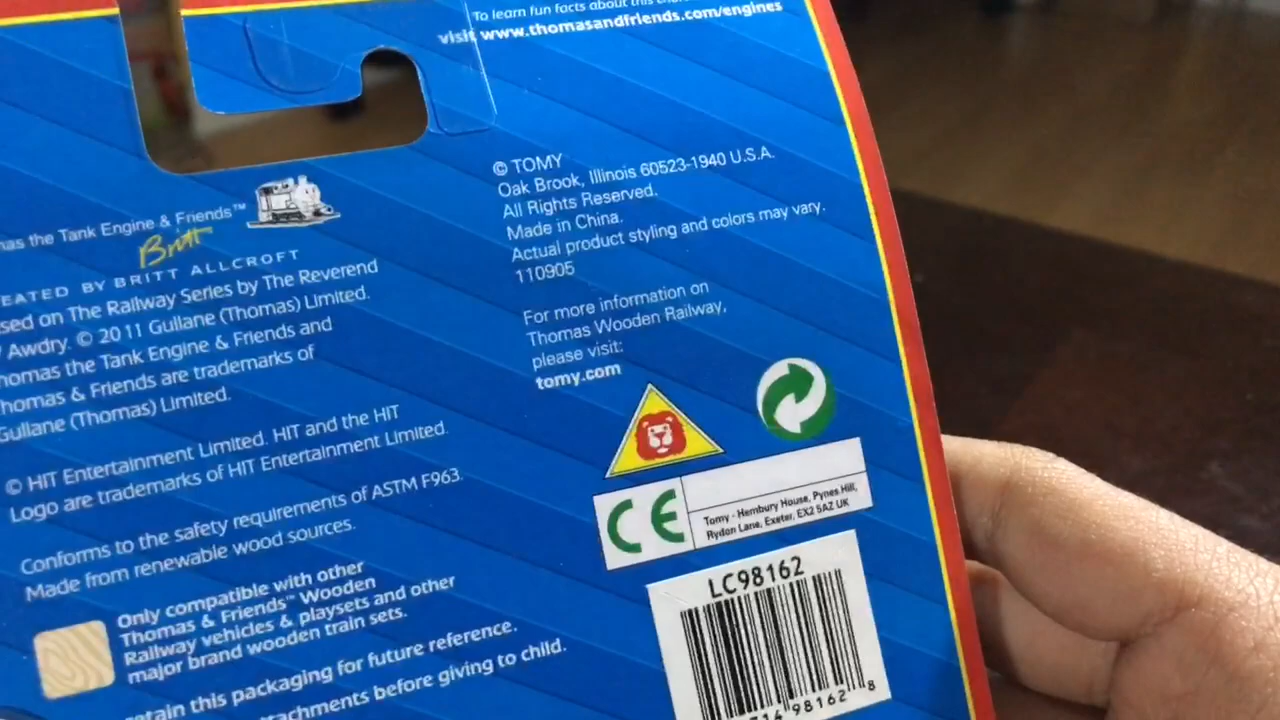 To learn fun facts about this
visit www.thomasandfriends.com/engines
© TOMY
Oak Brook, Illinois 60523-1940 U.S.A.
All Rights Reserved.
Made in China.
Actual product styling and colors may vary.
110905
For more information on
Thomas Wooden Railway,
please visit:
tomy.com
the Tank Engine & Friends™
Britt
BY BRITT ALLCROFT
on The Railway Series by The Reverend
Awdry. © 2011 Gullane (Thomas) Limited.
the Tank Engine & Friends and
& Friends are trademarks of
Gullane (Thomas) Limited.
© HIT Entertainment Limited. HIT and the HIT
Logo are trademarks of HIT Entertainment Limited.
Conforms to the safety requirements of ASTM F963.
Made from renewable wood sources.
Only compatible with other
Thomas & Friends™ Wooden
Railway vehicles & playsets and other
major brand wooden train sets.
this packaging for future reference.
before giving to child.
CE
Tomy - Hembury House, Pynes Hill,
Rydon Lane, Exeter, EX2 5AZ UK
LC98162
98162 8